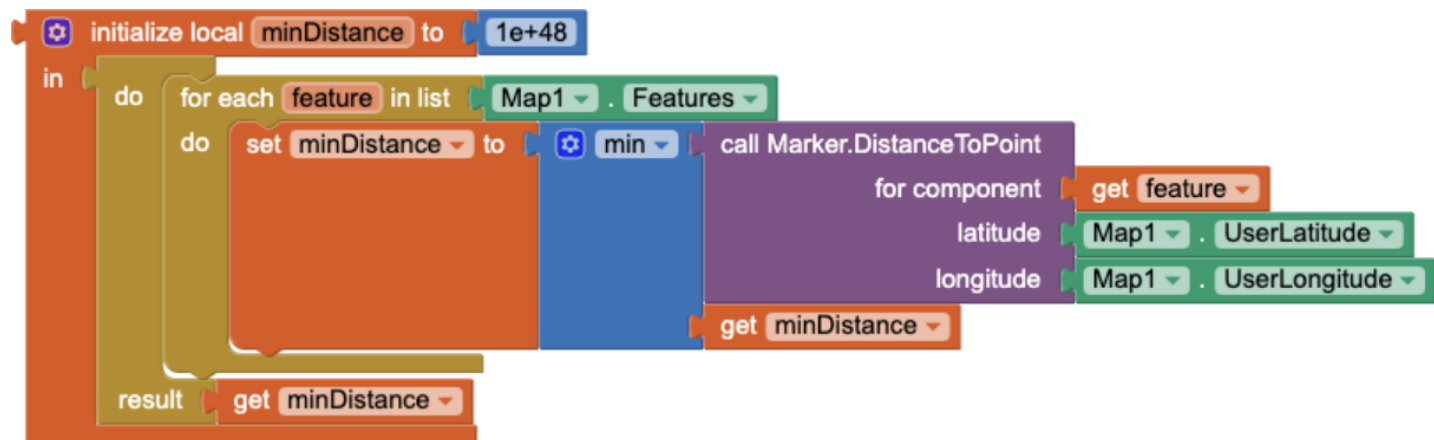 initialize local minDistance to 1e+48
in do for each feature in list Map1 . Features
do set minDistance to min call Marker.DistanceToPoint
for component get feature
latitude Map1 . UserLatitude
longitude Map1 . UserLongitude
get minDistance
result get minDistance